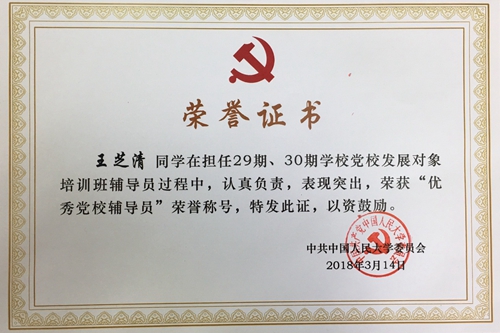 荣誉证书
王芝清 同学在担任29期、30期学校党校发展对象
培训班辅导员过程中，认真负责，表现突出，荣获“优
秀党校辅导员”荣誉称号，特发此证，以资鼓励。
中共中国人民大学委员会
2018年3月14日